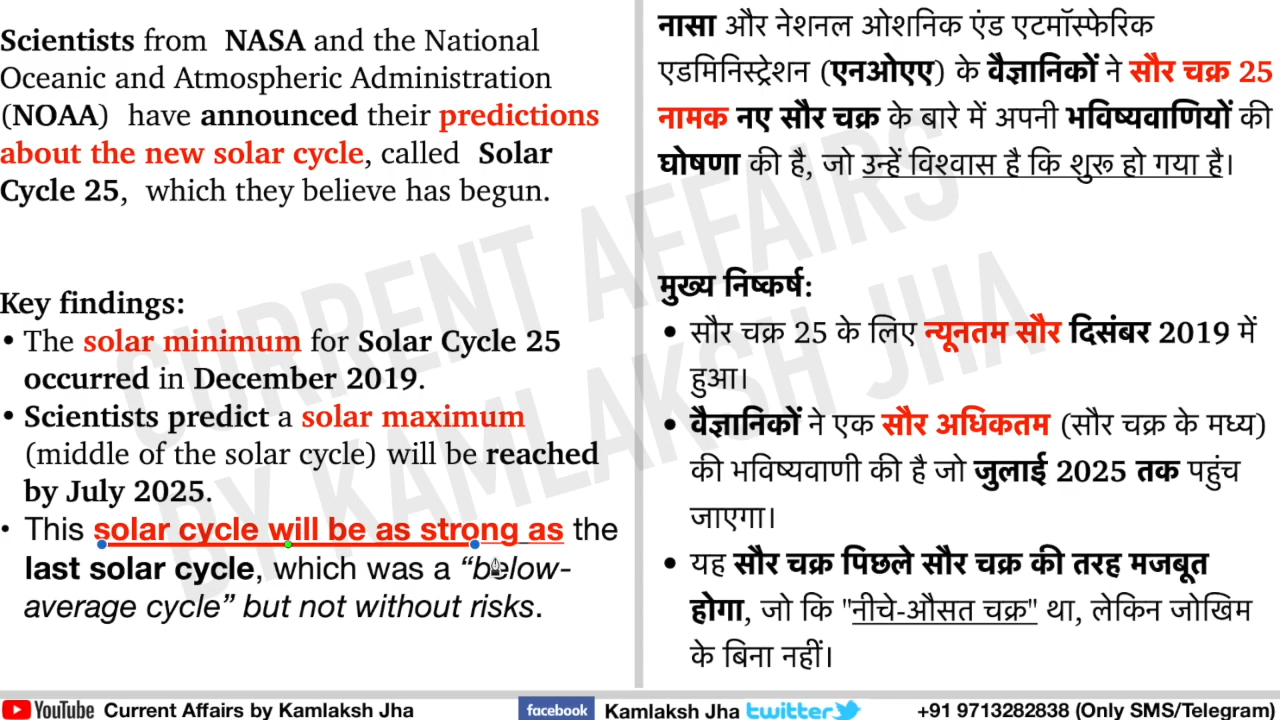 Scientists from NASA and the National
Oceanic and Atmospheric Administration
(NOAA) have announced their predictions
about the new solar cycle, called Solar
Cycle 25, which they believe has begun.
Key findings:
• The solar minimum for Solar Cycle 25
occurred in December 2019.
• Scientists predict a solar maximum
(middle of the solar cycle) will be reached
by July 2025.
• This solar cycle will be as strong as the
last solar cycle, which was a “below-
average cycle” but not without risks.
नासा और नेशनल ओशनिक एंड एटमॉस्फेरिक
एडमिनिस्ट्रेशन (एनओएए) के वैज्ञानिकों ने सौर चक्र 25
नामक नए सौर चक्र के बारे में अपनी भविष्यवाणियों की
घोषणा की है, जो उन्हें विश्वास है कि शुरू हो गया है।
मुख्य निष्कर्ष:
• सौर चक्र 25 के लिए न्यूनतम सौर दिसंबर 2019 में
हुआ।
• वैज्ञानिकों ने एक सौर अधिकतम (सौर चक्र के मध्य)
की भविष्यवाणी की है जो जुलाई 2025 तक पहुंच
जाएगा।
• यह सौर चक्र पिछले सौर चक्र की तरह मजबूत
होगा, जो कि "नीचे-औसत चक्र" था, लेकिन जोखिम
के बिना नहीं।
CURRENT AFFAIRS
BY KAMLAKSH JHA
YouTube Current Affairs by Kamlaksh Jha facebook Kamlaksh Jha twitter +91 9713282838 (Only SMS/Telegram)